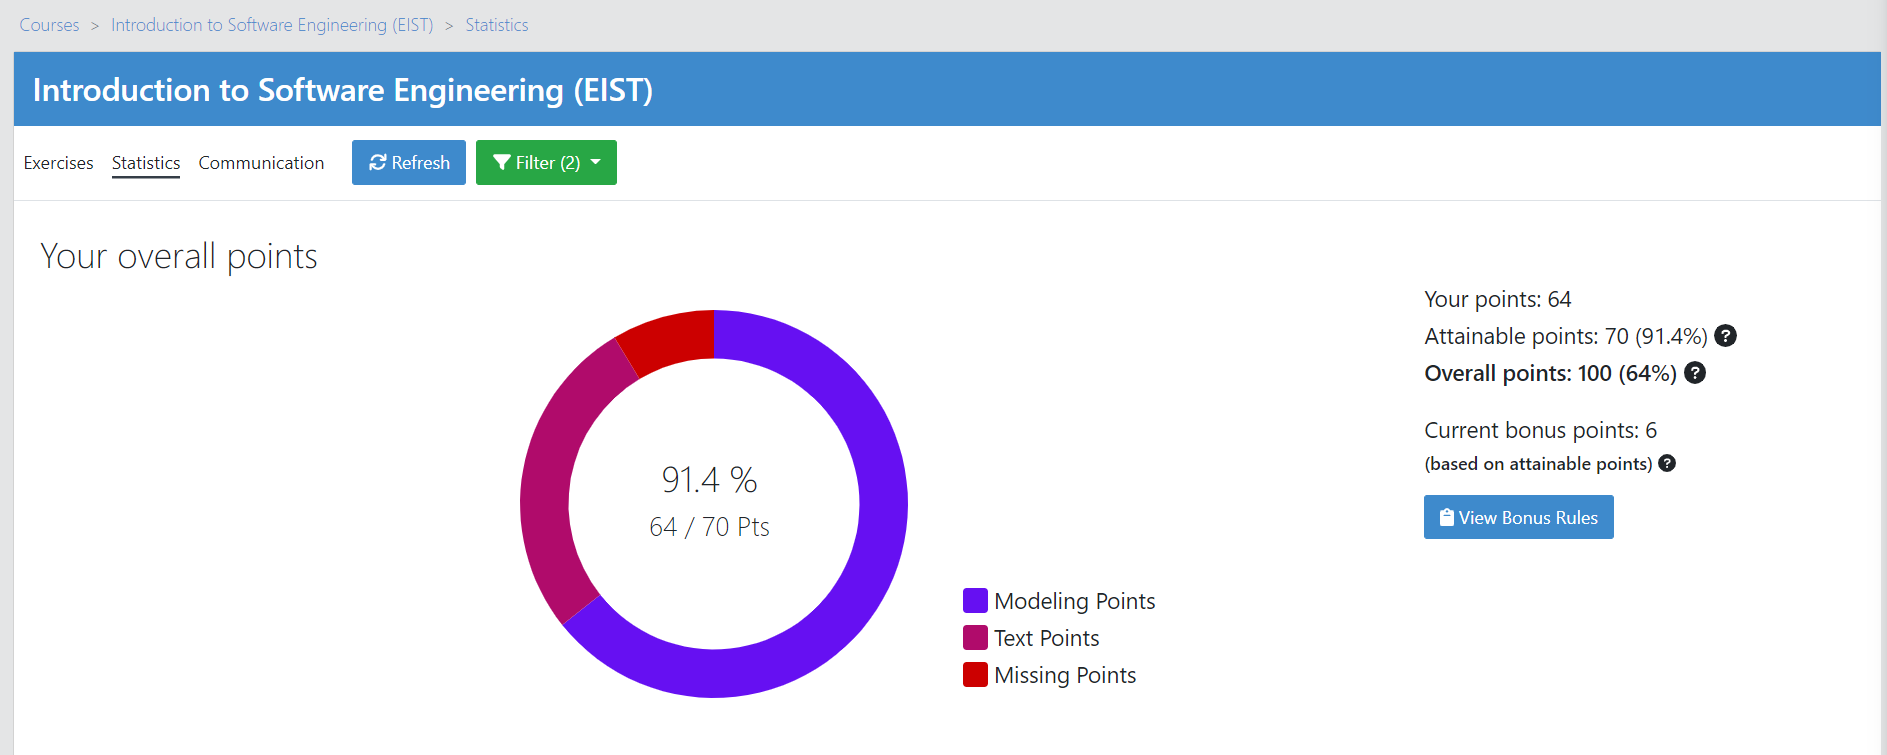 Courses > Introduction to Software Engineering (EIST) > Statistics
Introduction to Software Engineering (EIST)
Exercises Statistics Communication Refresh Filter (2)
Your overall points
91.4 %
64 / 70 Pts
Modeling Points
Text Points
Missing Points
Your points: 64
Attainable points: 70 (91.4%) ?
Overall points: 100 (64%) ?
Current bonus points: 6
(based on attainable points) ?
View Bonus Rules